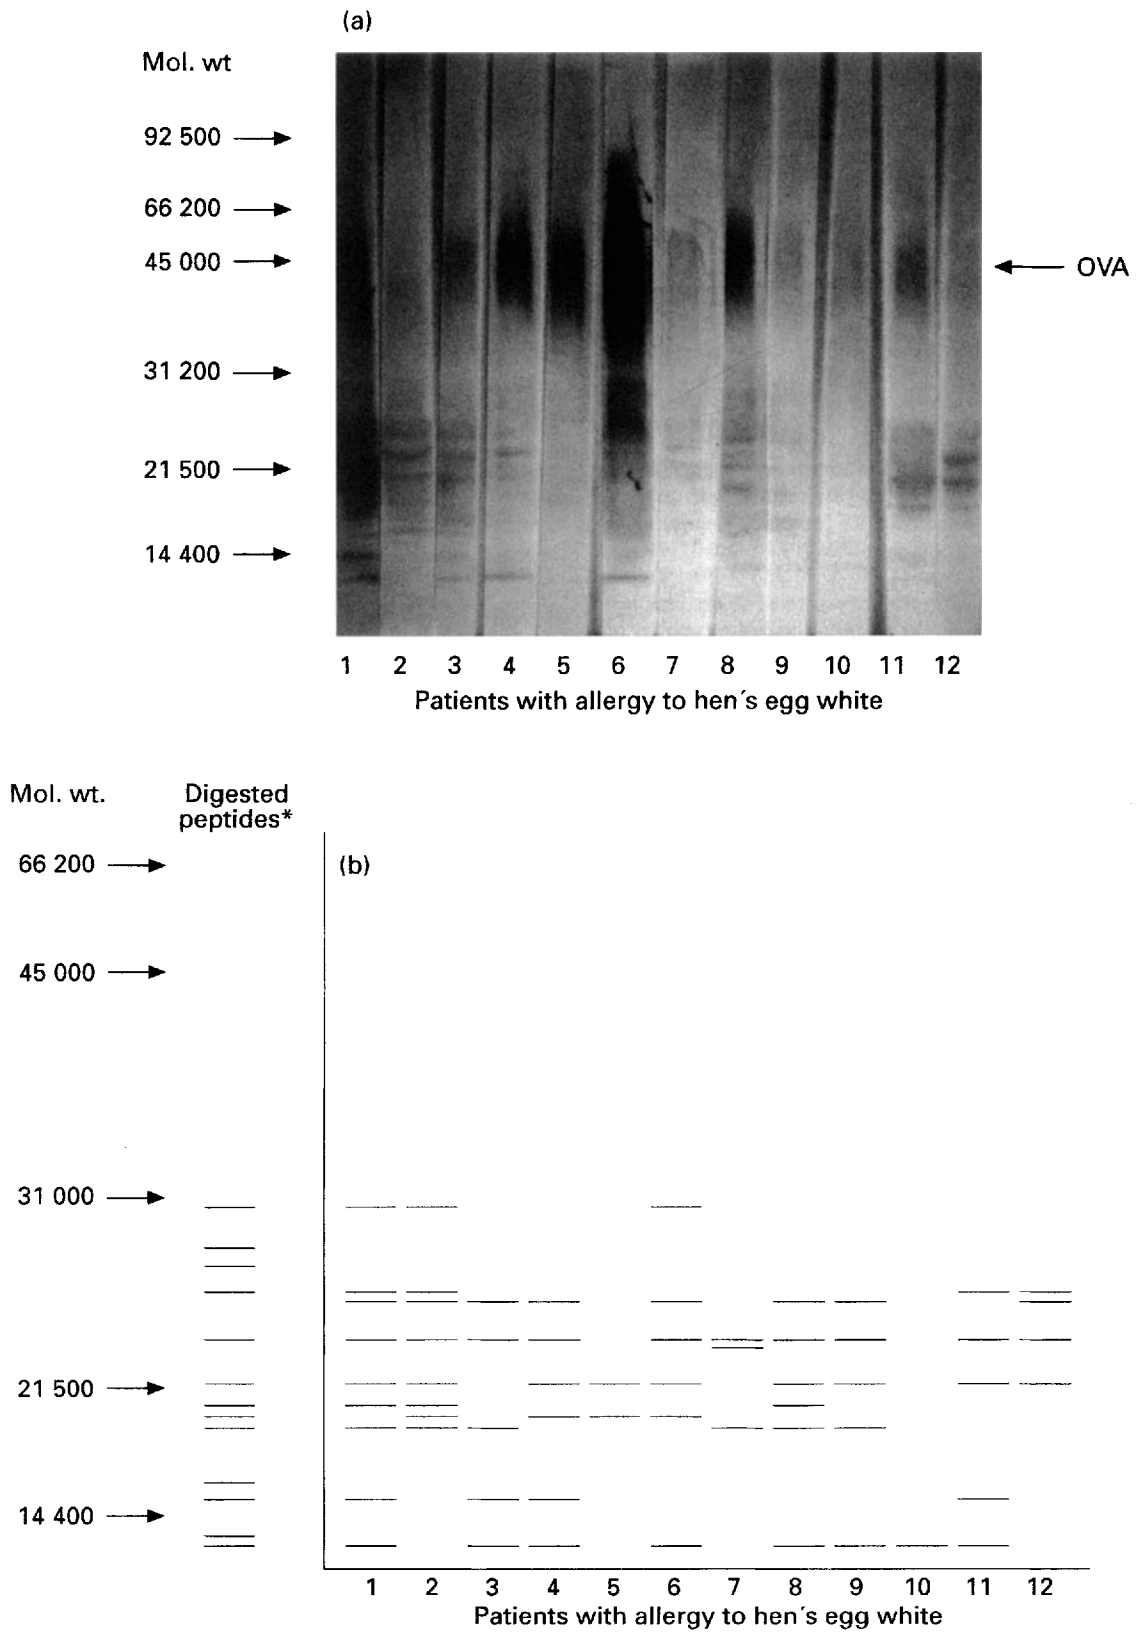 (a)
Mol. wt
92 500
66 200
45 000
OVA
31 200
21 500
14 400
1 2 3 4 5 6 7 8 9 10 11 12
Patients with allergy to hen´s egg white
Mol. wt. Digested
peptides*
66 200
(b)
45 000
31 000
21 500
14 400
1 2 3 4 5 6 7 8 9 10 11 12
Patients with allergy to hen´s egg white